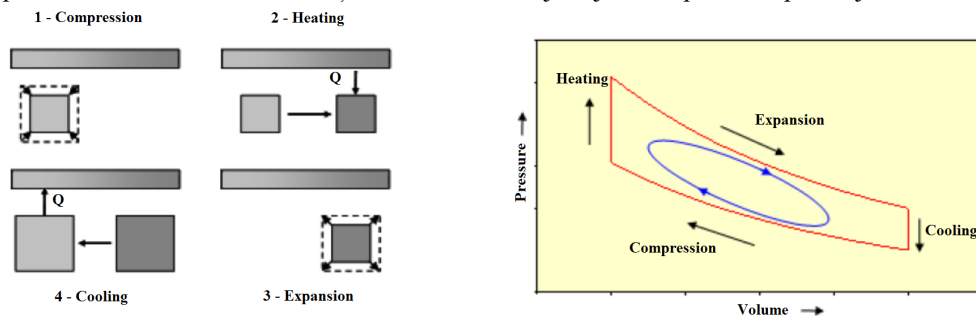 1 - Compression
2 - Heating
Q
Q
4 - Cooling
3 - Expansion
Heating
Expansion
Pressure
Compression
Cooling
Volume